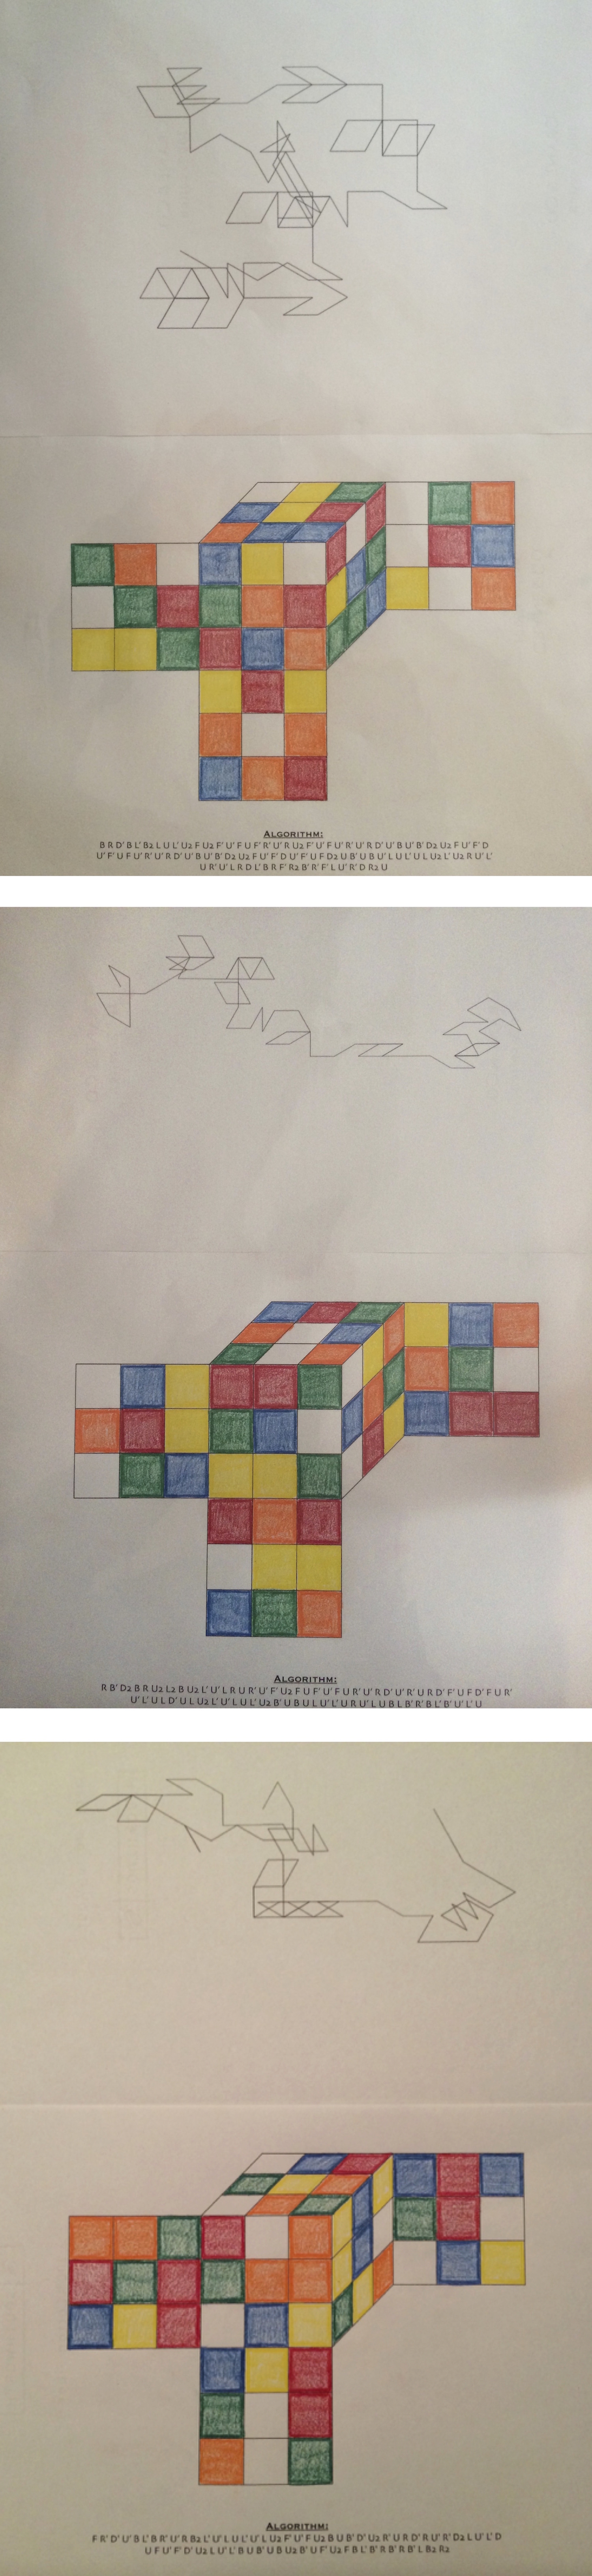 ALGORITHM:
B R D' B L' B2 L U L' U2 F U2 F' U' F U F' R' U' R U2 F' U' F U' R' U' R D' U' B U' B' D2 U2 F U' F' D
U' F' U F U' R' U' R D' U' B U' B' D2 U2 F U' F' D U' F' U F D2 U B' U B U' L U L' U L U2 L' U2 R U' L'
U R' U' L R D L' B R F' R2 B' R' F' L U' R' D R2 U
ALGORITHM:
R B' D2 B R U2 L2 B U2 L' U' L R U R' U' F' U2 F U F' U' F U R' U' R D' U' R' U R D' F' U F D' F U R'
U' L' U L D' U L U2 L' U' L U L' U2 B' U B U L U' L' U R U' L U B L B' R' B L' B' U' L' U
ALGORITHM:
F R' D' U' B L' B R' U' R B2 L' U' L U L' U' L U2 F' U' F U2 B U B' D' U2 R' U R D' R U' R' D2 L U' L' D
U F U' F' D' U2 L U' L' B U B' U B U2 B' U F' U2 F B L' B' R B' R B' L B2 R2